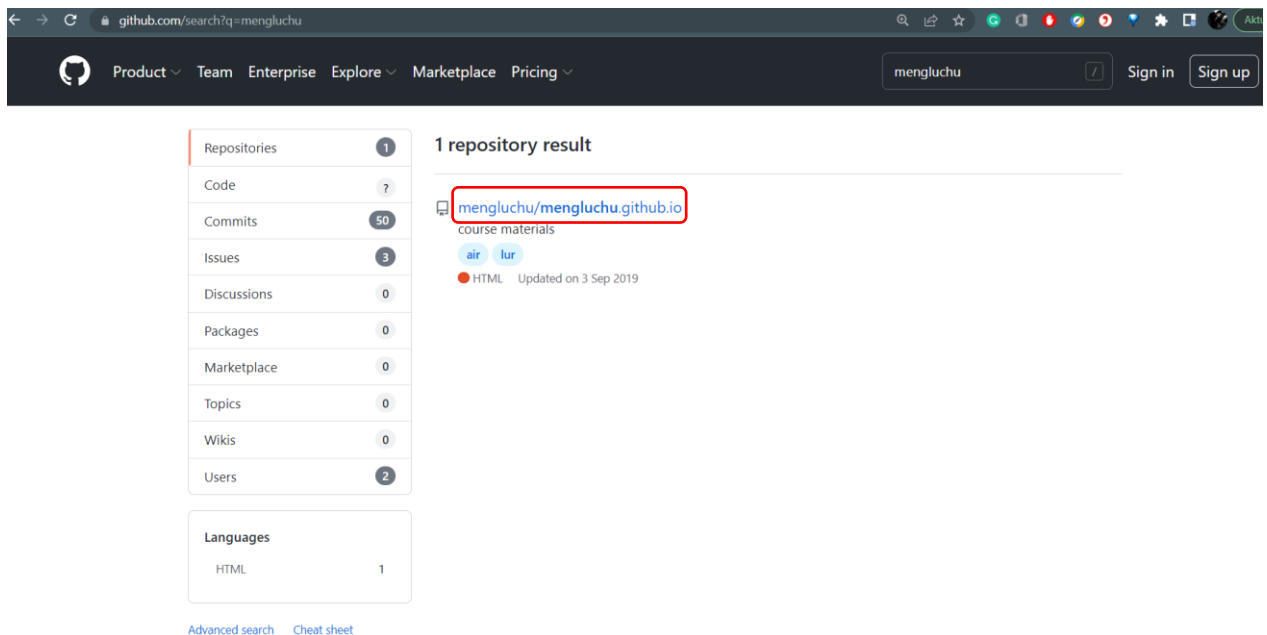 github.com/search?q=mengluchu
Aktu
Product Team Enterprise Explore Marketplace Pricing mengluchu / Sign in Sign up
Repositories 1
Code ?
Commits 50
Issues 3
Discussions 0
Packages 0
Marketplace 0
Topics 0
Wikis 0
Users 2
Languages
HTML 1
Advanced search Cheat sheet
1 repository result
mengluchu/mengluchu.github.io
course materials
air lur
HTML Updated on 3 Sep 2019